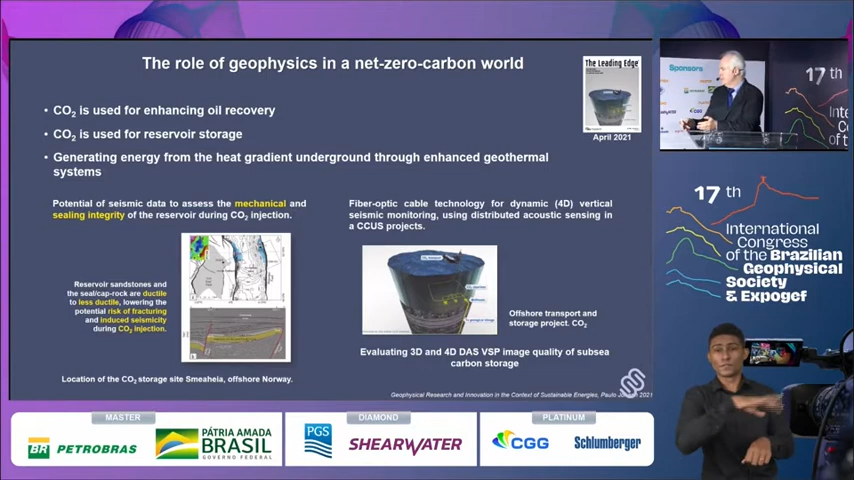 The role of geophysics in a net-zero-carbon world
The Leading Edge
April 2021
• CO2 is used for enhancing oil recovery
• CO2 is used for reservoir storage
• Generating energy from the heat gradient underground through enhanced geothermal
systems
Potential of seismic data to assess the mechanical and
sealing integrity of the reservoir during CO2 injection.
Reservoir sandstones and
the seal/cap-rock are ductile
to less ductile, lowering the
potential risk of fracturing
and induced seismicity
during CO2 injection.
Location of the CO2 storage site Smeaheia, offshore Norway.
Fiber-optic cable technology for dynamic (4D) vertical
seismic monitoring, using distributed acoustic sensing in
a CCUS projects.
Offshore transport and
storage project. CO2
Evaluating 3D and 4D DAS VSP image quality of subsea
carbon storage
Geophysical Research and Innovation in the Context of Sustainable Energies, Paulo
2021
Sponsors
17th
17th
International
Congress
of the Brazilian
Geophysical
Society
& Expogef
MASTER
DIAMOND
PLATINUM
BR PETROBRAS
PÁTRIA AMADA
BRASIL
GOVERNO FEDERAL
PGS
SHEARWATER
CGG
Schlumberger